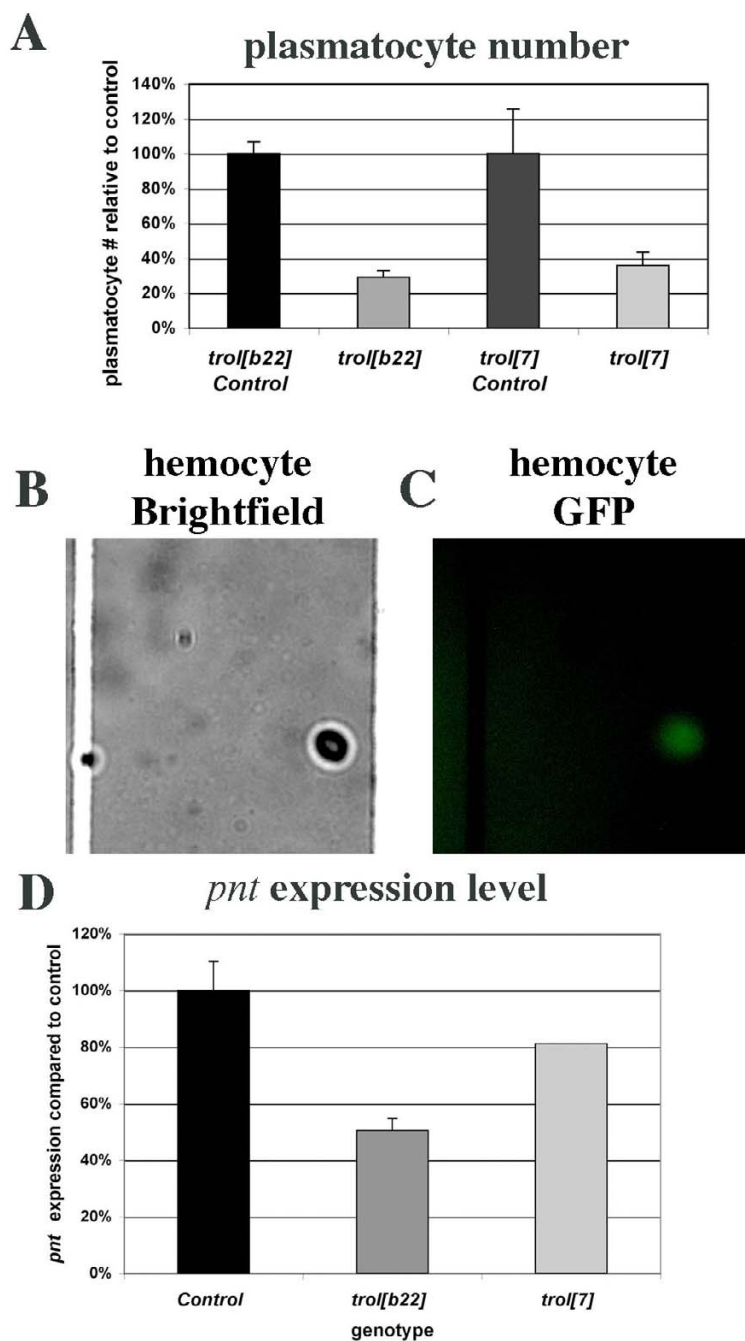 A
plasmatocyte number
plasmatocyte # relative to control
140%
120%
100%
80%
60%
40%
20%
0%
trol[b22]
Control
trol[b22]
trol[7]
Control
trol[7]
B
hemocyte
Brightfield
C
hemocyte
GFP
D
pnt expression level
pnt expression compared to control
120%
100%
80%
60%
40%
20%
0%
Control
trol[b22]
trol[7]
genotype